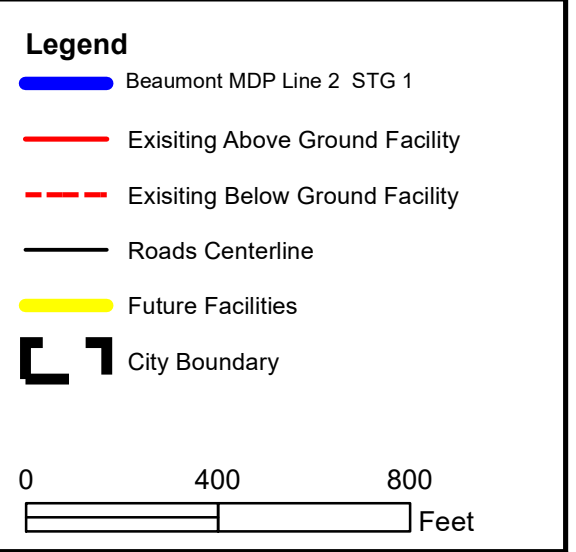 Legend
Beaumont MDP Line 2 STG 1
Exisiting Above Ground Facility
Exisiting Below Ground Facility
Roads Centerline
Future Facilities
City Boundary
0 400 800
Feet